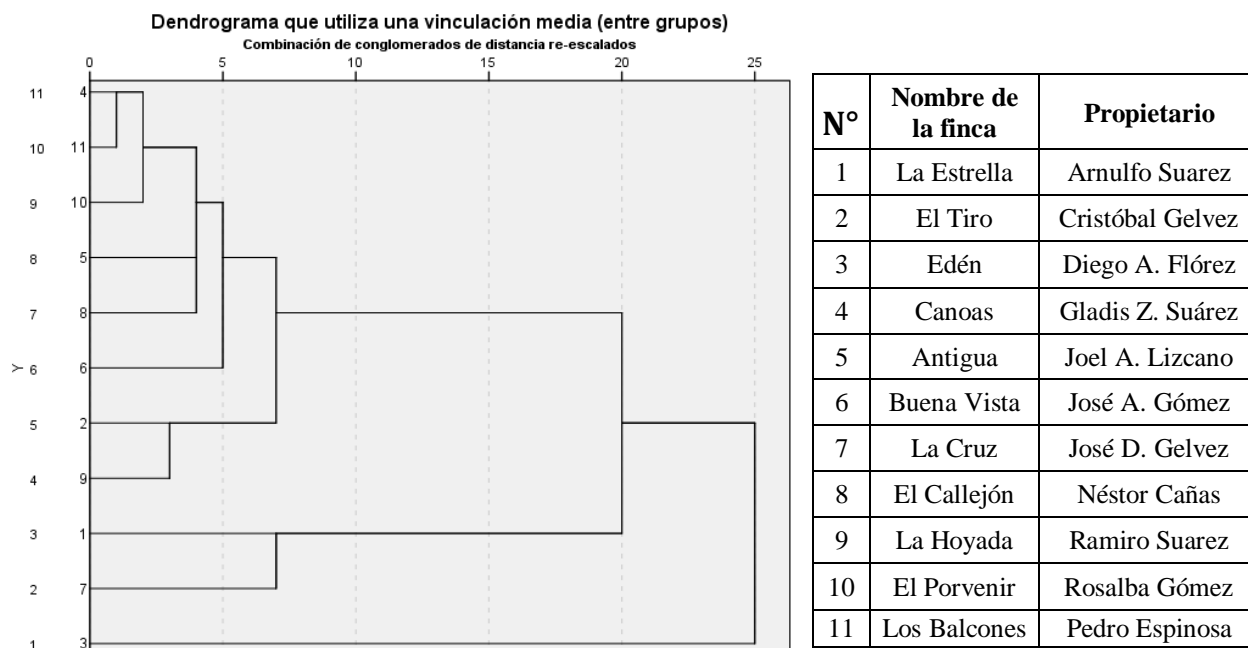 Dendrograma que utiliza una vinculación media (entre grupos)
Combinación de conglomerados de distancia re-escalados
0 5 10 15 20 25
11 4
10 11
9 10
8 5
7 8
Y 6 6
5 2
4 9
3 1
2 7
1 3
N° Nombre de la finca Propietario
1 La Estrella Arnulfo Suarez
2 El Tiro Cristóbal Gelvez
3 Edén Diego A. Flórez
4 Canoas Gladis Z. Suárez
5 Antigua Joel A. Lizcano
6 Buena Vista José A. Gómez
7 La Cruz José D. Gelvez
8 El Callejón Néstor Cañas
9 La Hoyada Ramiro Suarez
10 El Porvenir Rosalba Gómez
11 Los Balcones Pedro Espinosa